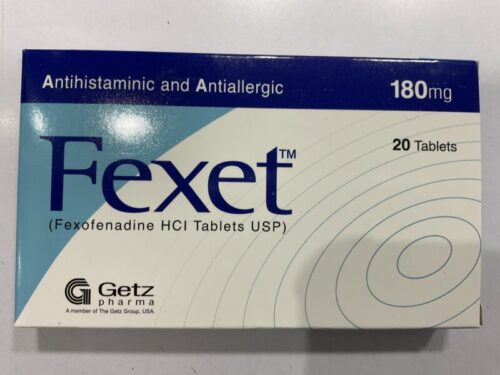 Antihistaminic and Antiallergic 180mg
20 Tablets
Fexet™
(Fexofenadine HCl Tablets USP)
Getz
pharma
A member of The Getz Group, USA.